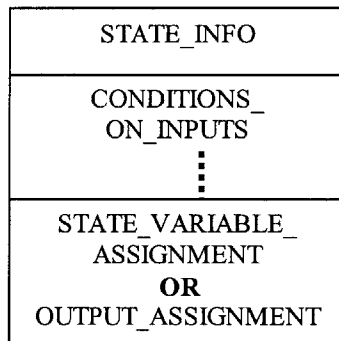 STATE_INFO
CONDITIONS_
ON_INPUTS
STATE_VARIABLE_
ASSIGNMENT
OR
OUTPUT_ASSIGNMENT